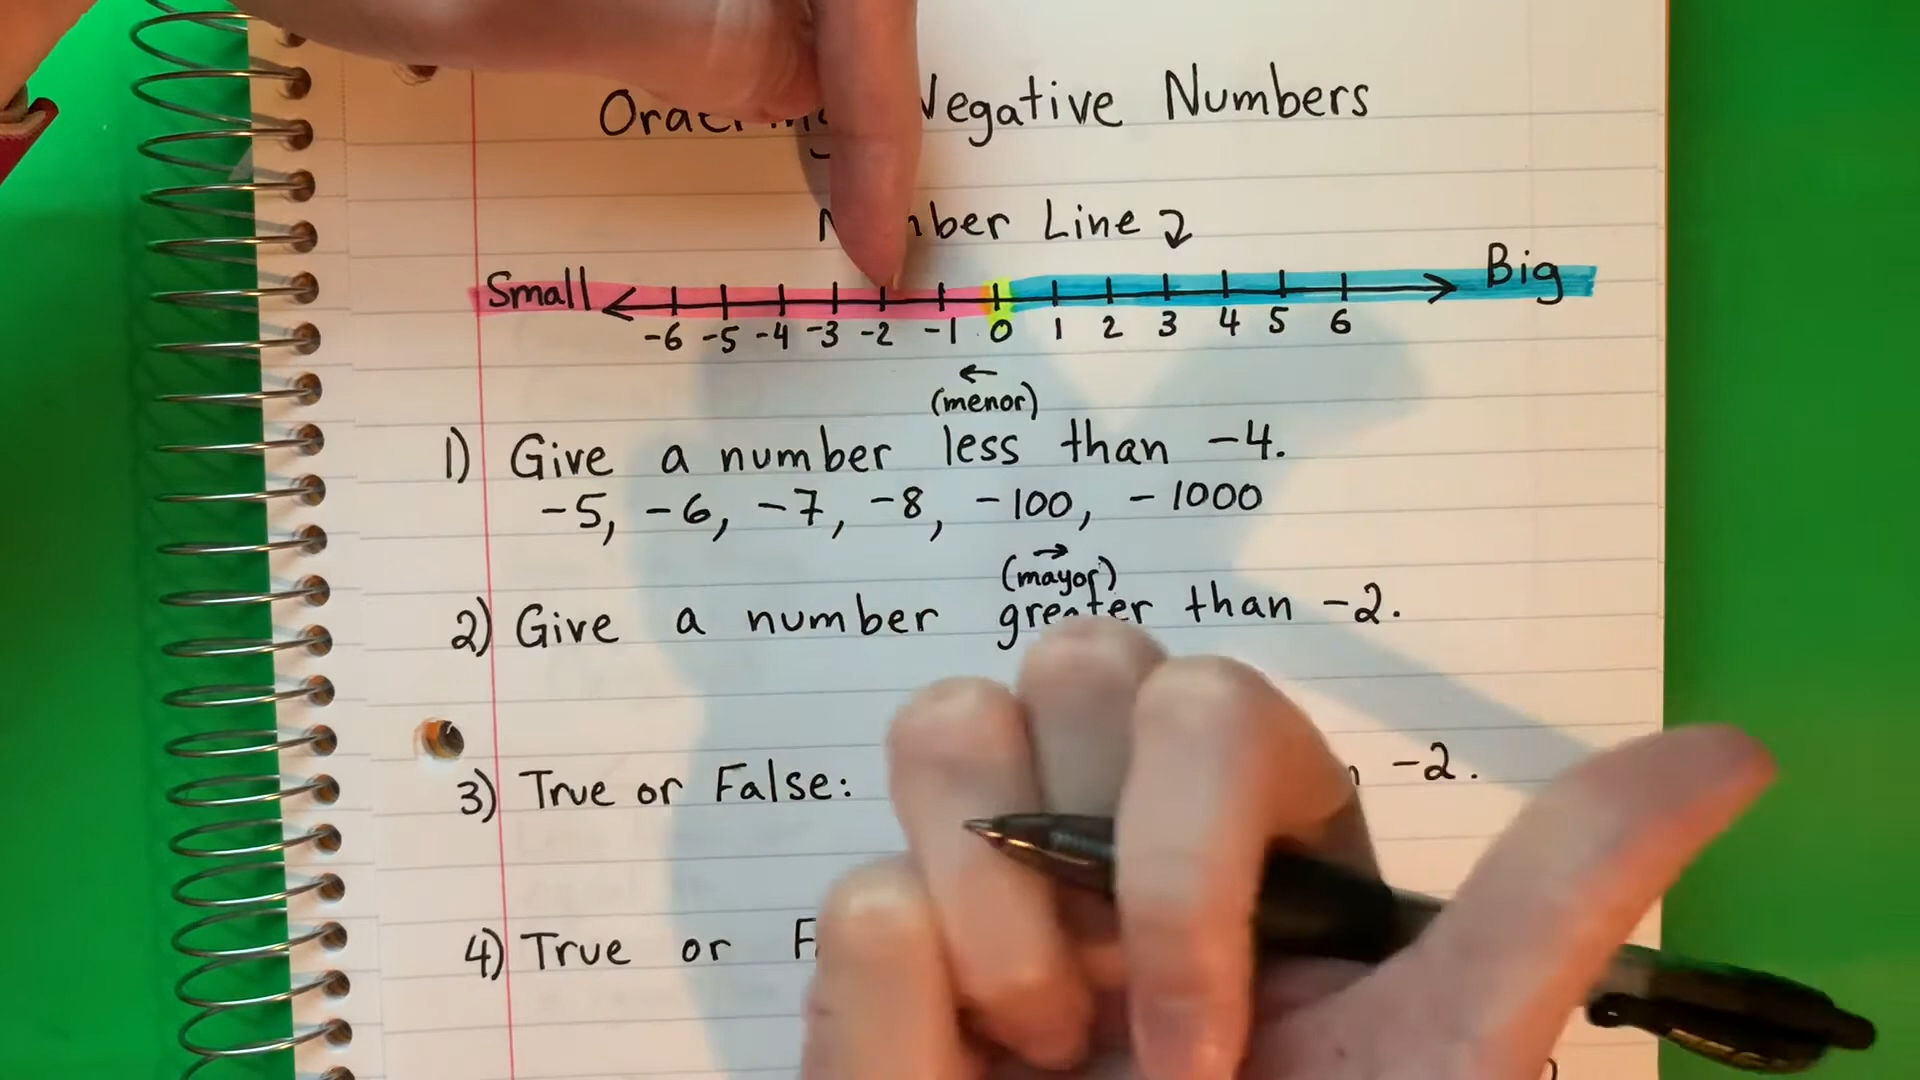 Negative Numbers
Line
Small Big
-6 -5 -4 -3 -2 -1 0 1 2 3 4 5 6
←
(menor)
1) Give a number less than -4.
-5, -6, -7, -8, -100, -1000
→
(mayor)
2) Give a number greater than -2.
3) True or False: -2.
4) True or